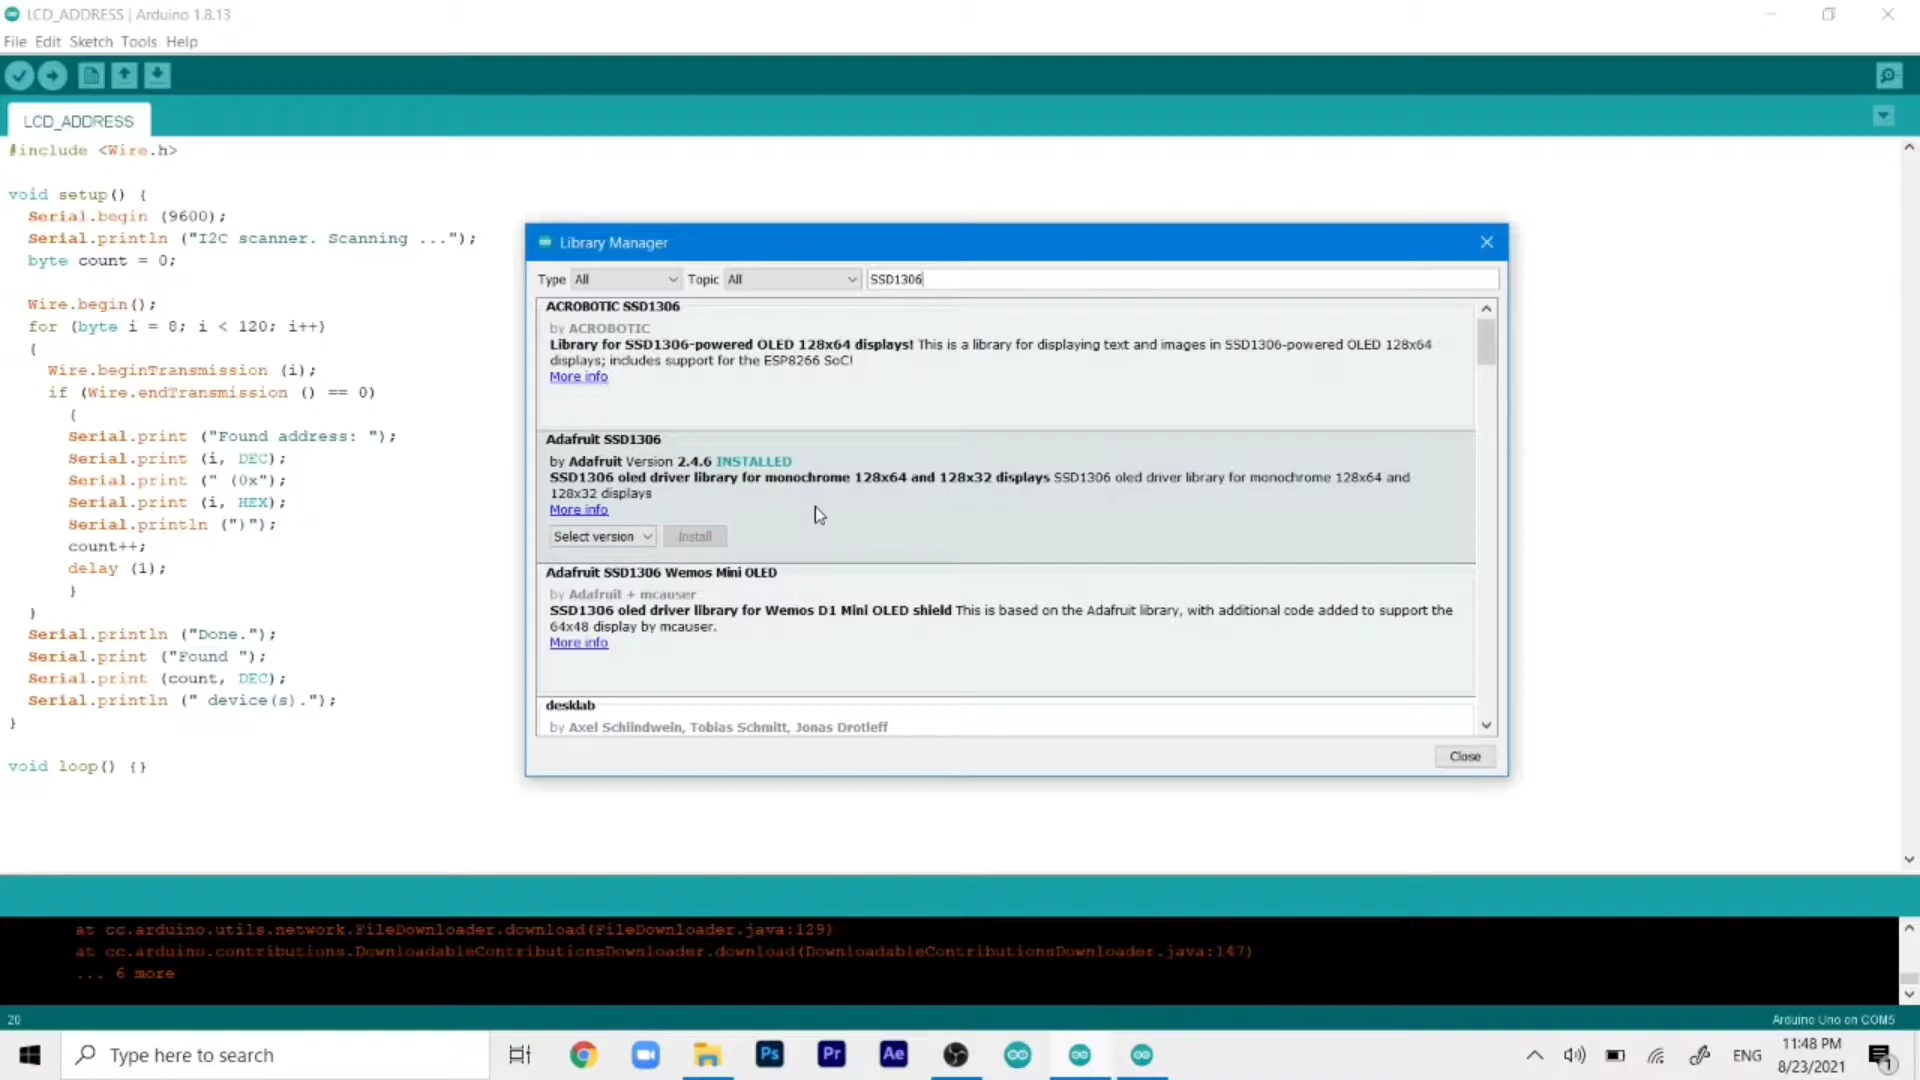 LCD_ADDRESS | Arduino 1.8.13
File Edit Sketch Tools Help
LCD_ADDRESS
#include <Wire.h>
void setup() {
Serial.begin (9600);
Serial.println ("I2C scanner. Scanning ...");
byte count = 0;
Wire.begin();
for (byte i = 8; i < 120; i++)
{
Wire.beginTransmission (i);
if (Wire.endTransmission () == 0)
{
Serial.print ("Found address: ");
Serial.print (i, DEC);
Serial.print (" (0x");
Serial.print (i, HEX);
Serial.println (")");
count++;
delay (1);
}
}
Serial.println ("Done.");
Serial.print ("Found ");
Serial.print (count, DEC);
Serial.println (" device(s).");
}
void loop() {}
Library Manager
Type All Topic All SSD1306
ACROBOTIC SSD1306
by ACROBOTIC
Library for SSD1306-powered OLED 128x64 displays! This is a library for displaying text and images in SSD1306-powered OLED 128x64
displays; includes support for the ESP8266 SoC!
More info
Adafruit SSD1306
by Adafruit Version 2.4.6 INSTALLED
SSD1306 oled driver library for monochrome 128x64 and 128x32 displays SSD1306 oled driver library for monochrome 128x64 and
128x32 displays
More info
Select version Install
Adafruit SSD1306 Wemos Mini OLED
by Adafruit + mcauser
SSD1306 oled driver library for Wemos D1 Mini OLED shield This is based on the Adafruit library, with additional code added to support the
64x48 display by mcauser.
More info
desklab
by Axel Schlindwein, Tobias Schmitt, Jonas Drotleff
Close
at cc.arduino.utils.network.FileDownloader.download(FileDownloader.java:129)
at cc.arduino.contributions.DownloadableContributionsDownloader.download(DownloadableContributionsDownloader.java:147)
... 6 more
20
Arduino Uno on COM5
Type here to search
Ps
Pr
Ae
ENG
11:48 PM
8/23/2021
1